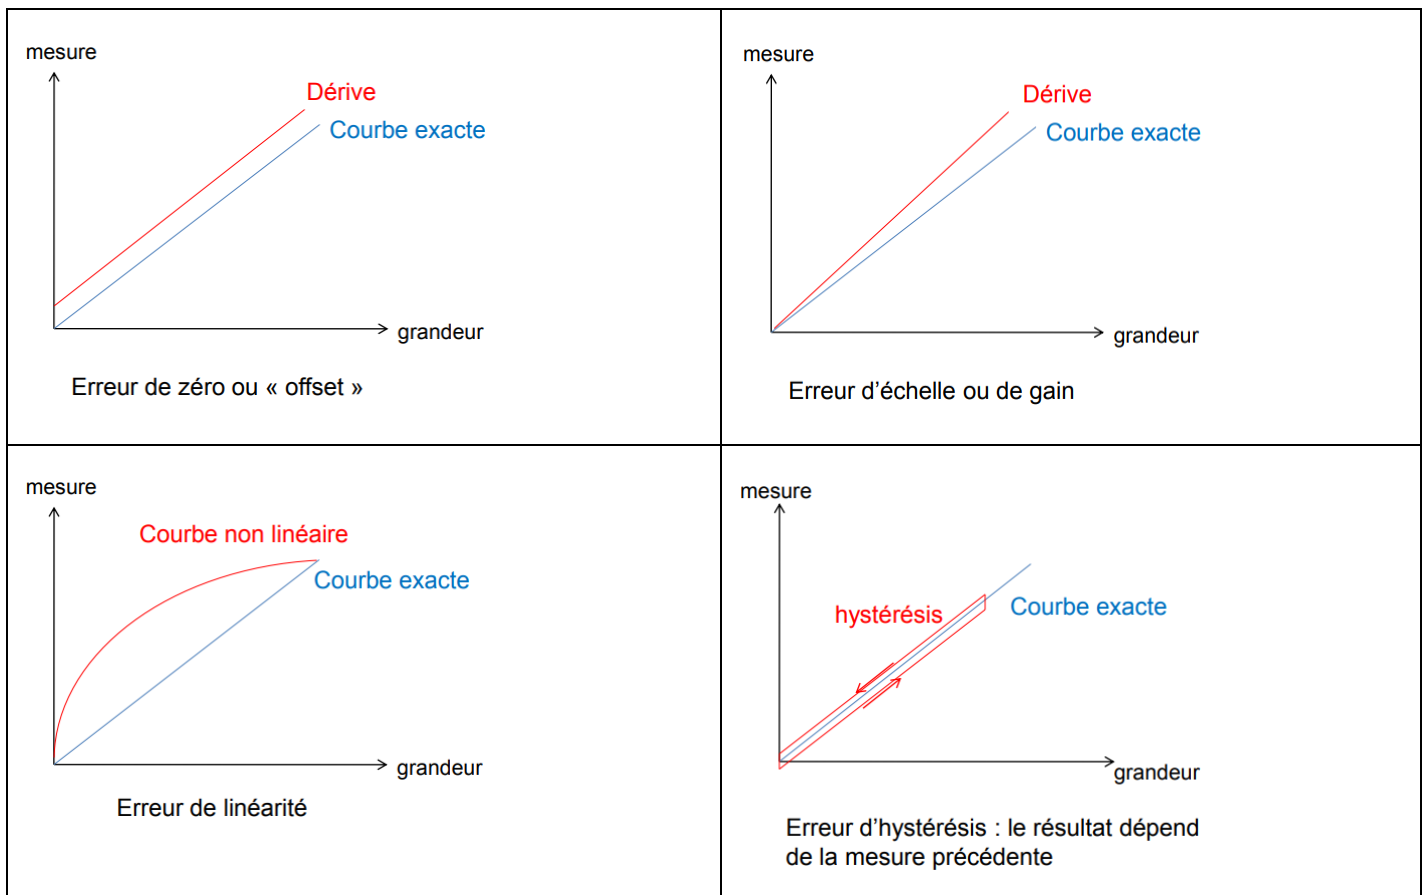 mesure
Dérive
Courbe exacte
grandeur
Erreur de zéro ou « offset »
mesure
Dérive
Courbe exacte
grandeur
Erreur d’échelle ou de gain
mesure
Courbe non linéaire
Courbe exacte
grandeur
Erreur de linéarité
mesure
hystérésis
Courbe exacte
grandeur
Erreur d’hystérésis : le résultat dépend
de la mesure précédente